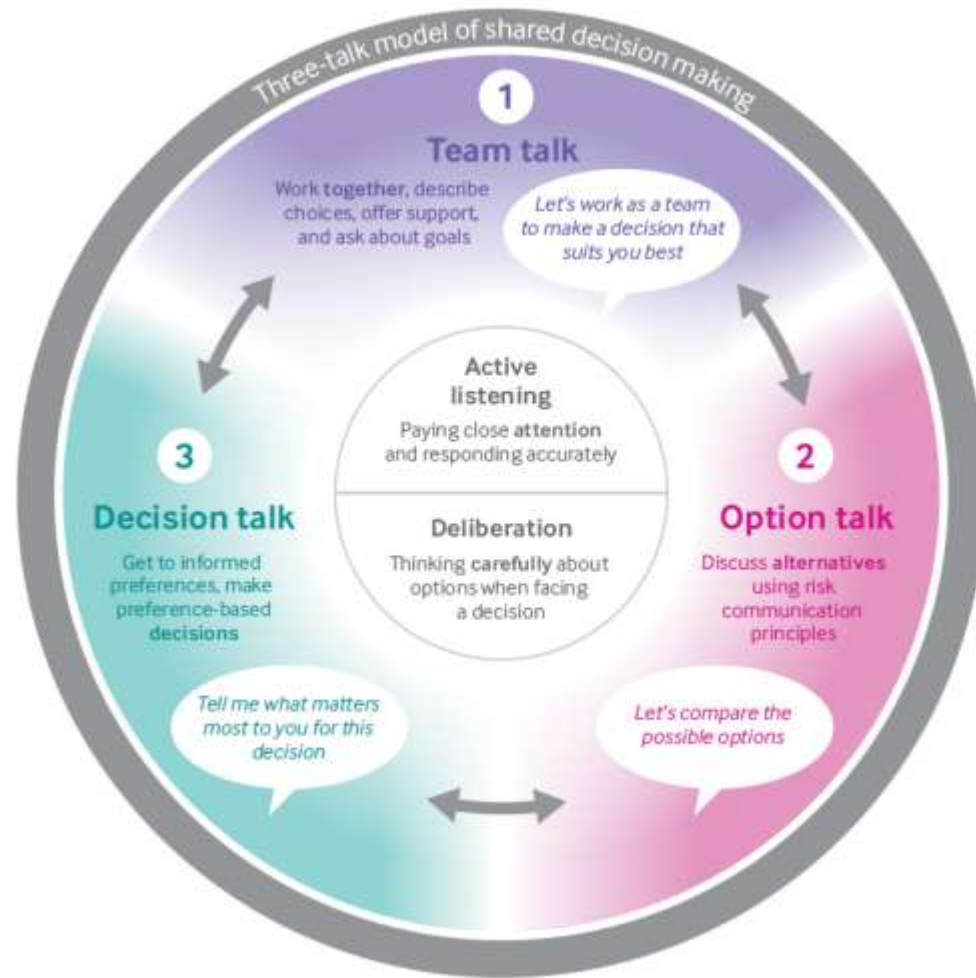 Three-talk model of shared decision making
1
Team talk
Work together, describe
choices, offer support,
and ask about goals
Let's work as a team
to make a decision that
suits you best
Active
listening
Paying close attention
and responding accurately
Deliberation
Thinking carefully about
options when facing
a decision
2
Option talk
Discuss alternatives
using risk
communication
principles
Let's compare the
possible options
3
Decision talk
Get to informed
preferences, make
preference-based
decisions
Tell me what matters
most to you for this
decision